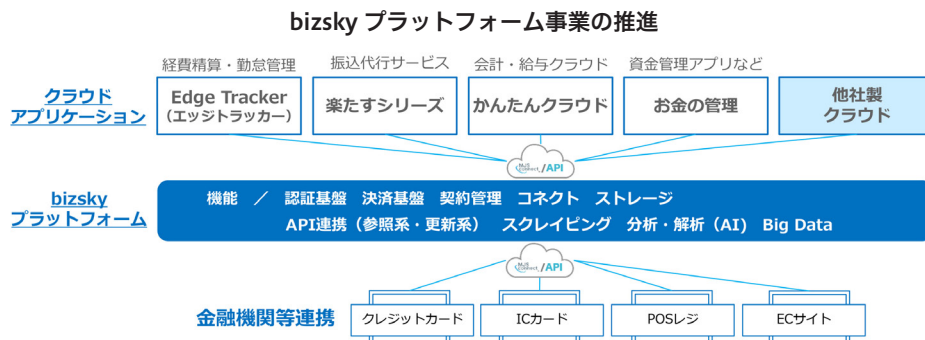 bizsky プラットフォーム事業の推進
経費精算・勤怠管理
振込代行サービス
会計・給与クラウド
資金管理アプリなど
クラウド
アプリケーション
Edge Tracker
(エッジトラッカー)
楽たすシリーズ
かんたんクラウド
お金の管理
他社製
クラウド
MJS Connect /API
bizsky
プラットフォーム
機能 / 認証基盤 決済基盤 契約管理 コネクト ストレージ
API連携(参照系・更新系) スクレイピング 分析・解析(AI) Big Data
MJS Connect /API
金融機関等連携
クレジットカード
ICカード
POSレジ
ECサイト